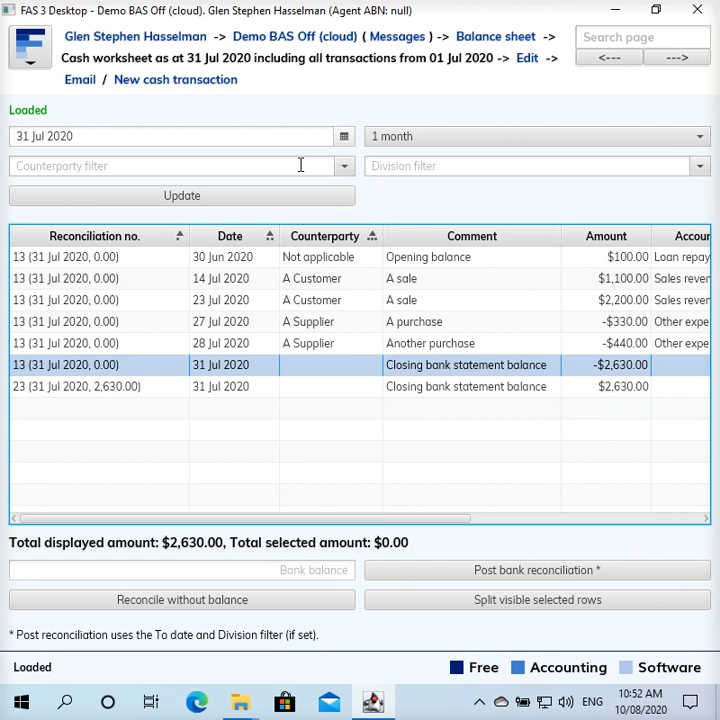 FAS 3 Desktop - Demo BAS Off (cloud). Glen Stephen Hasselman (Agent ABN: null)
Glen Stephen Hasselman -> Demo BAS Off (cloud) ( Messages ) -> Balance sheet ->
Cash worksheet as at 31 Jul 2020 including all transactions from 01 Jul 2020 -> Edit ->
Email / New cash transaction
Search page
<--- --->
Loaded
31 Jul 2020 1 month
Counterparty filter Division filter
Update
Reconciliation no. Date Counterparty Comment Amount Accour
13 (31 Jul 2020, 0.00) 30 Jun 2020 Not applicable Opening balance $100.00 Loan repay
13 (31 Jul 2020, 0.00) 14 Jul 2020 A Customer A sale $1,100.00 Sales rever
13 (31 Jul 2020, 0.00) 23 Jul 2020 A Customer A sale $2,200.00 Sales rever
13 (31 Jul 2020, 0.00) 27 Jul 2020 A Supplier A purchase -$330.00 Other expe
13 (31 Jul 2020, 0.00) 28 Jul 2020 A Supplier Another purchase -$440.00 Other expe
13 (31 Jul 2020, 0.00) 31 Jul 2020 Closing bank statement balance -$2,630.00
23 (31 Jul 2020, 2,630.00) 31 Jul 2020 Closing bank statement balance $2,630.00
Total displayed amount: $2,630.00, Total selected amount: $0.00
Bank balance Post bank reconciliation *
Reconcile without balance Split visible selected rows
* Post reconciliation uses the To date and Division filter (if set).
Loaded Free Accounting Software
ENG 10:52 AM
10/08/2020